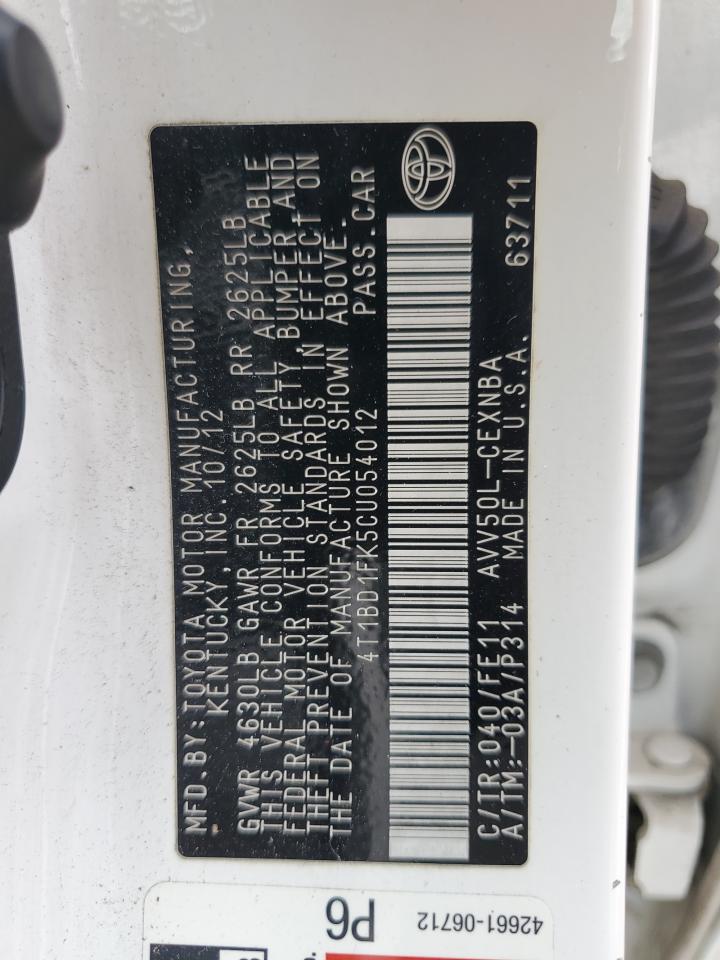 MFD.BY:TOYOTA MOTOR MANUFACTURING,
KENTUCKY,INC.10/12
GVWR 4630LB GAWR FR 2625LB RR 2625LB
THIS VEHICLE CONFORMS TO ALL APPLICABLE
FEDERAL MOTOR VEHICLE SAFETY,BUMPER AND
THEFT PREVENTION STANDARDS IN EFFECT ON
THE DATE OF MANUFACTURE SHOWN ABOVE.
4T1BD1FK5CU054012 PASS.CAR
C/TR:040/FE11 AVV50L-CEXNBA
A/TM:-03A/P314 MADE IN U.S.A. 63711
P6
42661-06712